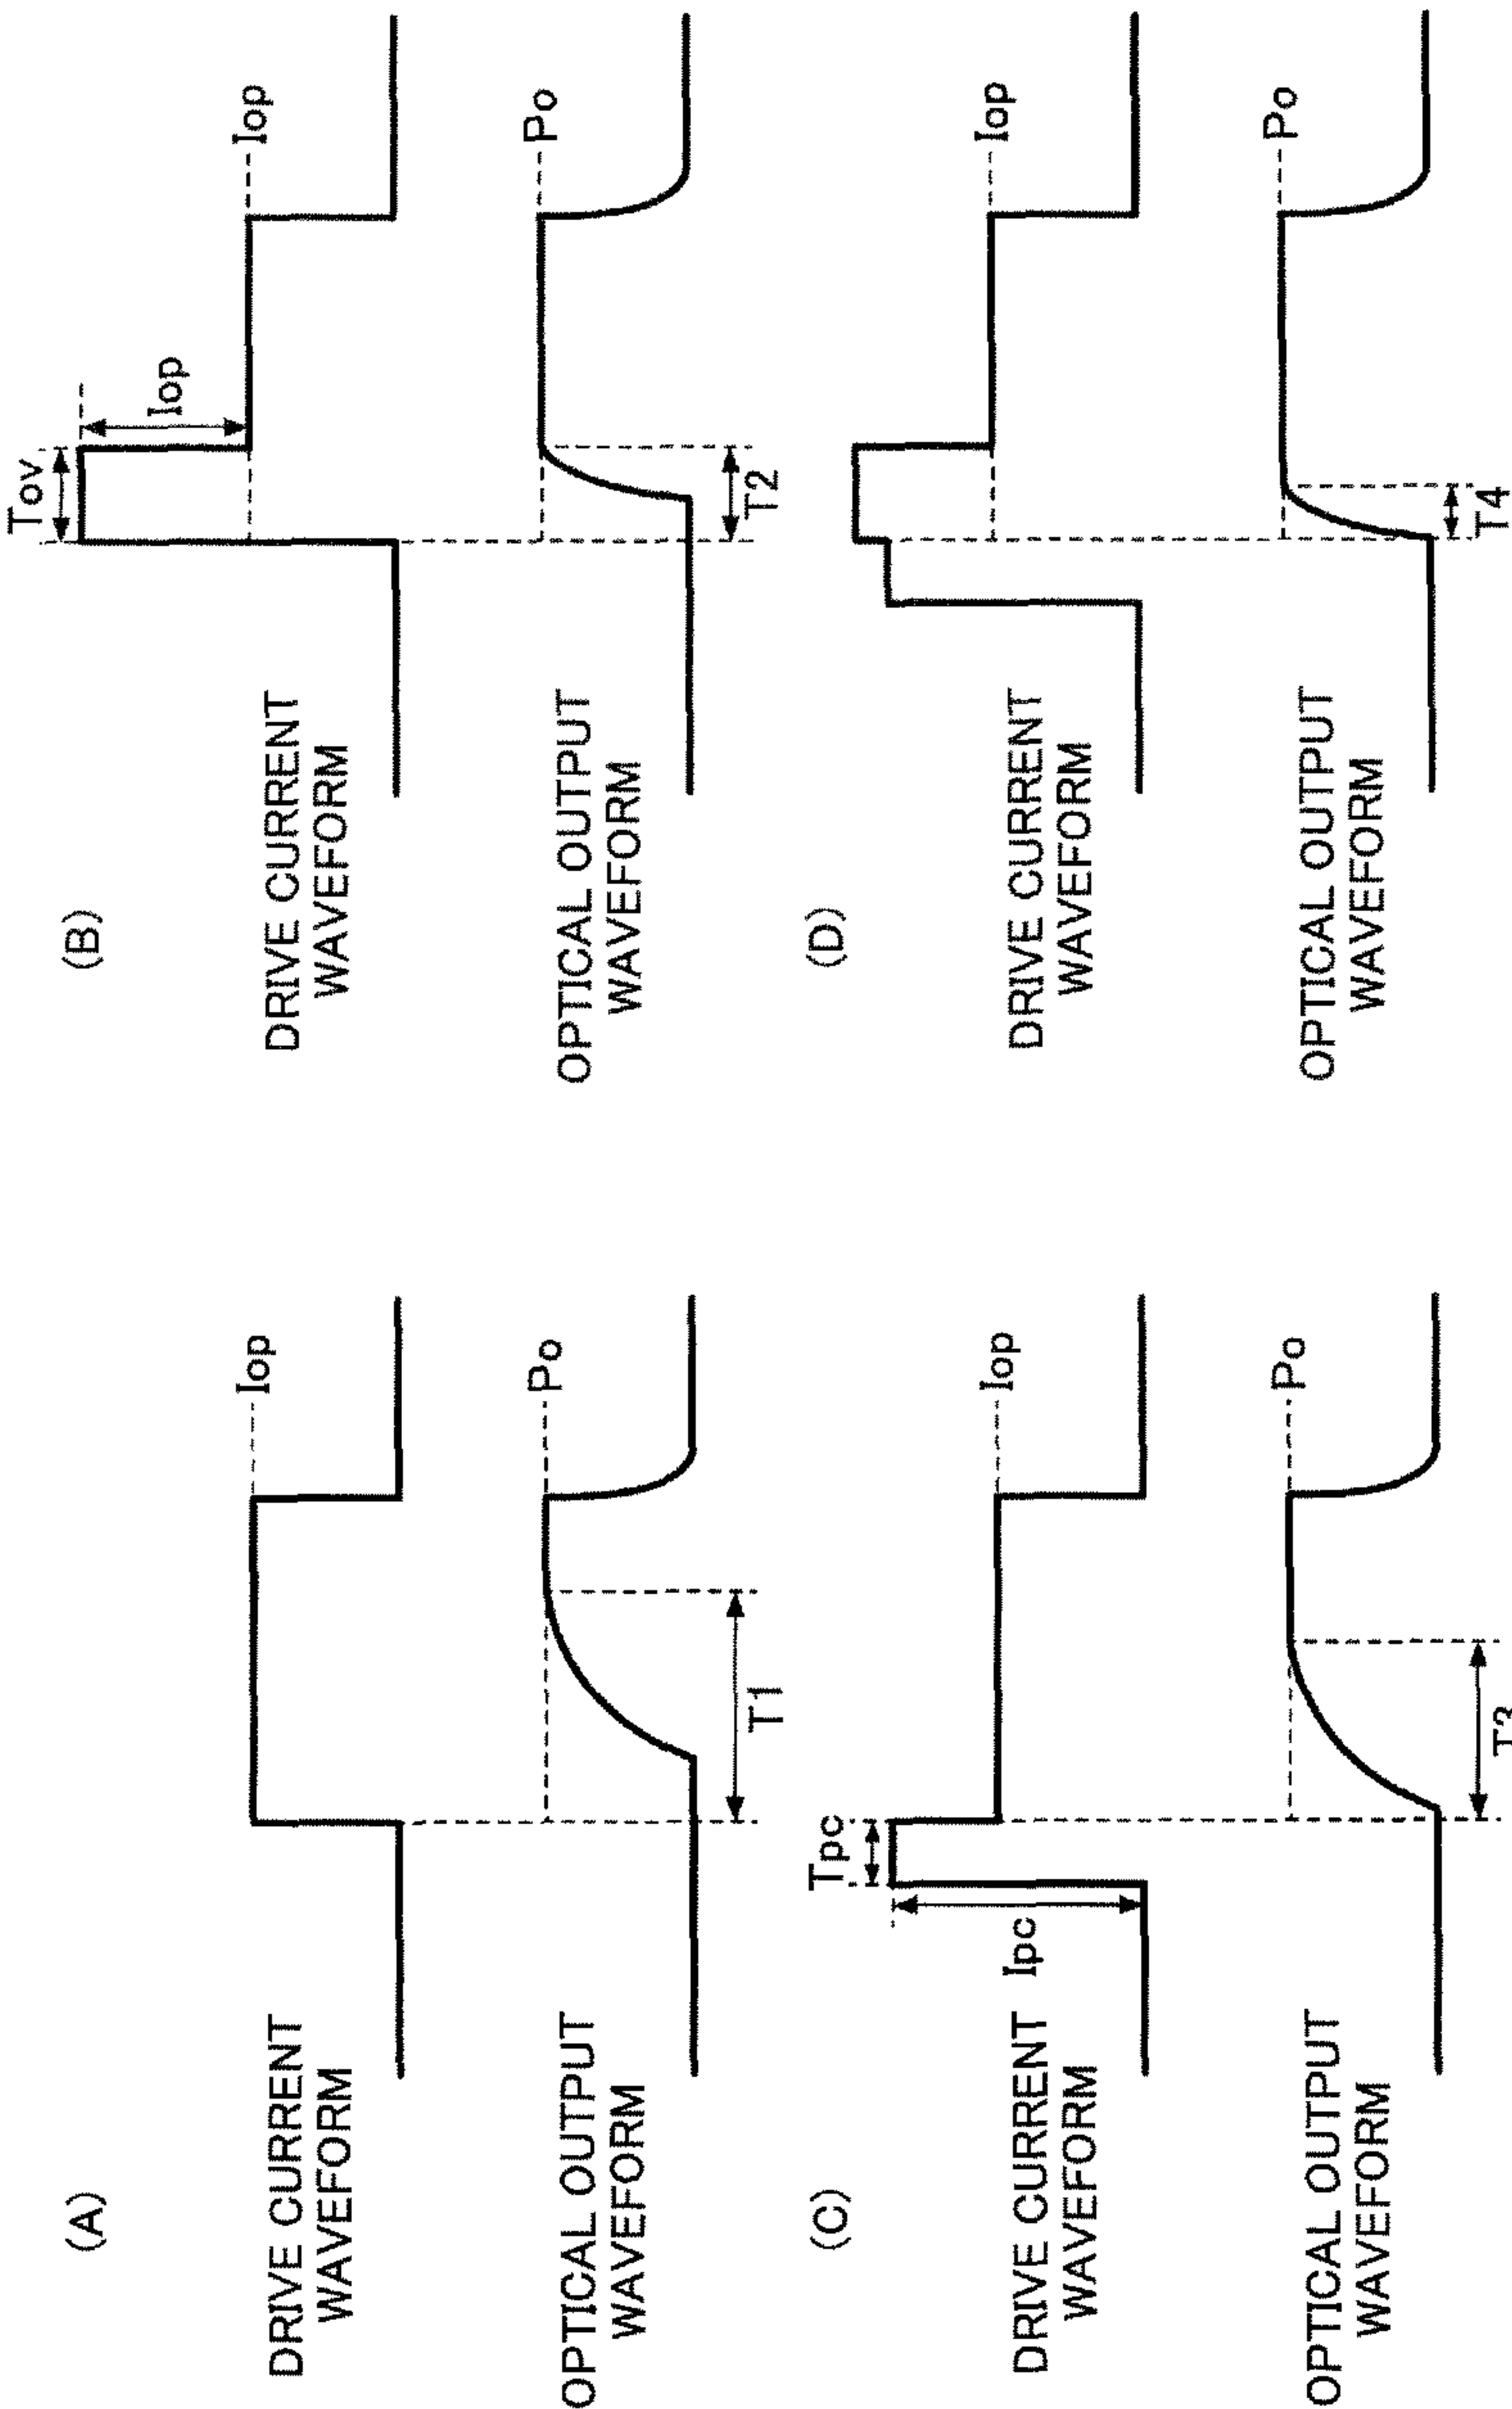 (A)
DRIVE CURRENT
WAVEFORM
Iop
OPTICAL OUTPUT
WAVEFORM
Po
T1
(B)
Tov
Iop
Iop
DRIVE CURRENT
WAVEFORM
OPTICAL OUTPUT
WAVEFORM
Po
T2
(C)
Tpc
Ipc
Iop
DRIVE CURRENT
WAVEFORM
OPTICAL OUTPUT
WAVEFORM
Po
T3
(D)
Iop
DRIVE CURRENT
WAVEFORM
OPTICAL OUTPUT
WAVEFORM
Po
T4